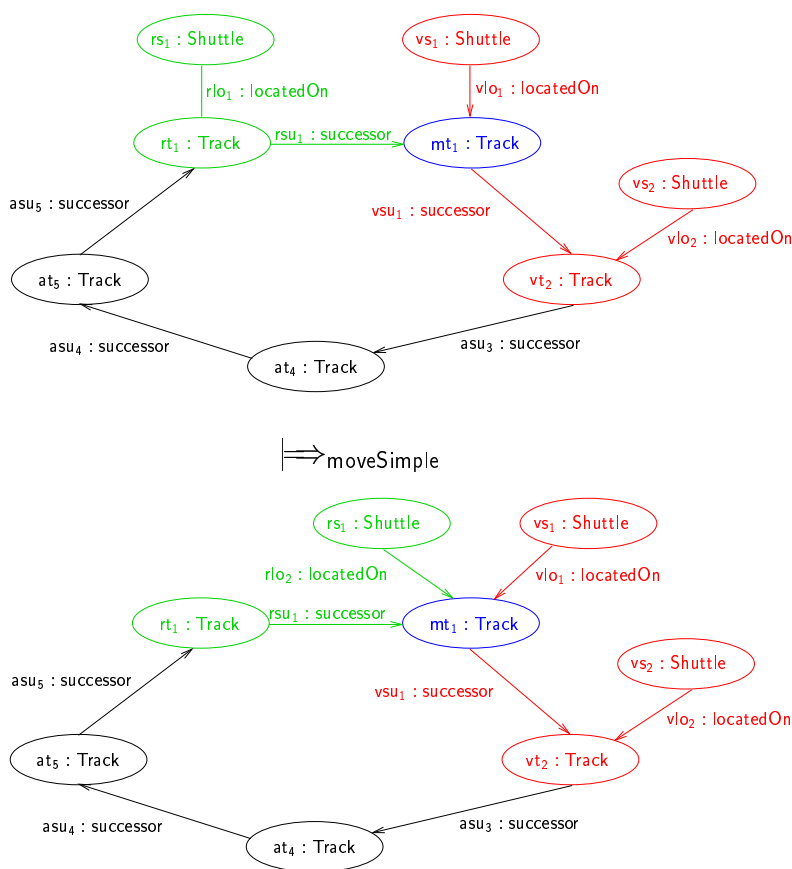 rs₁ : Shuttle
vs₁ : Shuttle
rlo₁ : locatedOn
vlo₁ : locatedOn
rt₁ : Track
rsu₁ : successor
mt₁ : Track
vs₂ : Shuttle
asu₅ : successor
vsu₁ : successor
vlo₂ : locatedOn
at₅ : Track
vt₂ : Track
asu₄ : successor
asu₃ : successor
at₄ : Track
|⇒moveSimple
rs₁ : Shuttle
vs₁ : Shuttle
rlo₂ : locatedOn
vlo₁ : locatedOn
rt₁ : Track
rsu₁ : successor
mt₁ : Track
vs₂ : Shuttle
asu₅ : successor
vsu₁ : successor
vlo₂ : locatedOn
at₅ : Track
vt₂ : Track
asu₄ : successor
asu₃ : successor
at₄ : Track